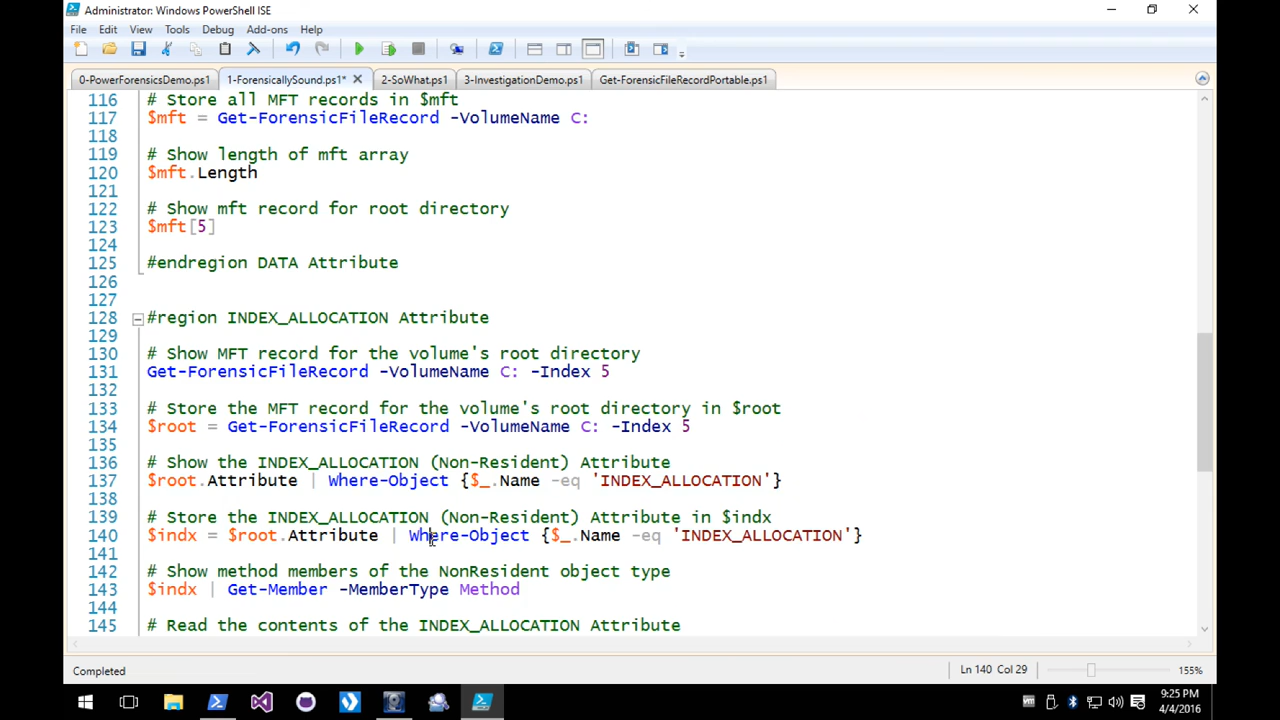 Administrator: Windows PowerShell ISE
File Edit View Tools Debug Add-ons Help
0-PowerForensicsDemo.ps1 1-ForensicallySound.ps1* 2-SoWhat.ps1 3-InvestigationDemo.ps1 Get-ForensicFileRecordPortable.ps1
116 # Store all MFT records in $mft
117 $mft = Get-ForensicFileRecord -VolumeName C:
118
119 # Show length of mft array
120 $mft.Length
121
122 # Show mft record for root directory
123 $mft[5]
124
125 #endregion DATA Attribute
126
127
128 #region INDEX_ALLOCATION Attribute
129
130 # Show MFT record for the volume's root directory
131 Get-ForensicFileRecord -VolumeName C: -Index 5
132
133 # Store the MFT record for the volume's root directory in $root
134 $root = Get-ForensicFileRecord -VolumeName C: -Index 5
135
136 # Show the INDEX_ALLOCATION (Non-Resident) Attribute
137 $root.Attribute | Where-Object {$_.Name -eq 'INDEX_ALLOCATION'}
138
139 # Store the INDEX_ALLOCATION (Non-Resident) Attribute in $indx
140 $indx = $root.Attribute | Where-Object {$_.Name -eq 'INDEX_ALLOCATION'}
141
142 # Show method members of the NonResident object type
143 $indx | Get-Member -MemberType Method
144
145 # Read the contents of the INDEX_ALLOCATION Attribute
Completed Ln 140 Col 29 155%
9:25 PM
4/4/2016